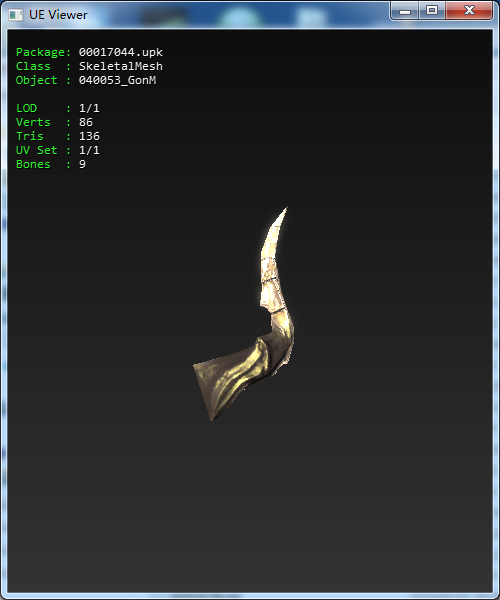 UE Viewer
Package: 00017044.upk
Class : SkeletalMesh
Object : 040053_GonM
LOD : 1/1
Verts : 86
Tris : 136
UV Set : 1/1
Bones : 9